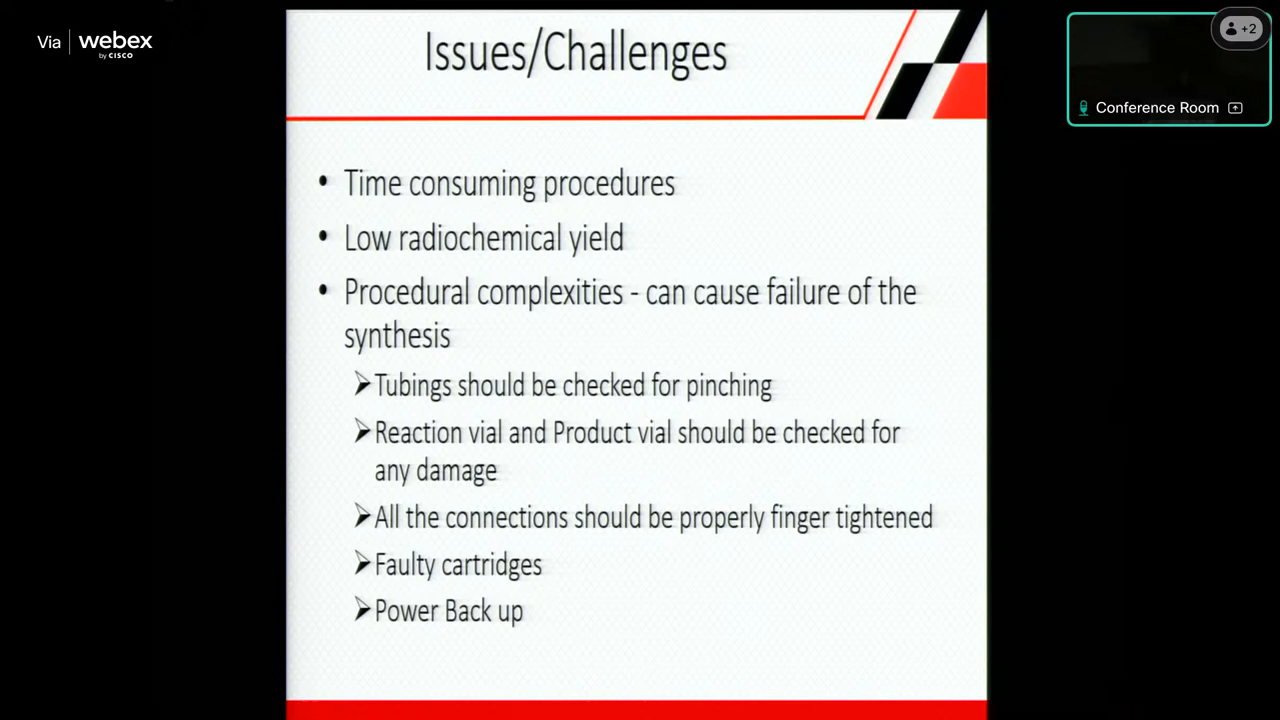 Via webex
by CISCO
Issues/Challenges
+2
Conference Room
• Time consuming procedures
• Low radiochemical yield
• Procedural complexities - can cause failure of the
synthesis
➢Tubings should be checked for pinching
➢Reaction vial and Product vial should be checked for
any damage
➢All the connections should be properly finger tightened
➢Faulty cartridges
➢Power Back up